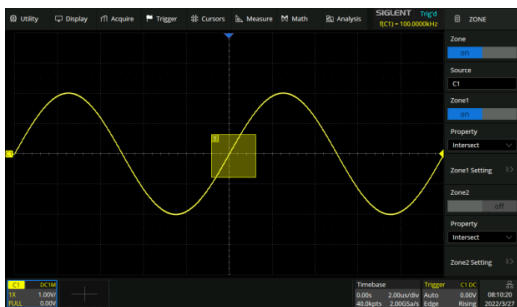 Utility Display Acquire Trigger Cursors Measure Math Analysis
SIGLENT Trig'd
f(C1) = 100.0000kHz
ZONE
Zone
on
Source
C1
Zone1
on
Property
Intersect
Zone1 Setting
Zone2
off
Property
Intersect
Zone2 Setting
C1 DC1M
1X 1.00V/
FULL 0.00V
Timebase
0.00s 2.00us/div
40.0kpts 2.00GSa/s
Trigger C1 DC
Auto 0.00V
Edge Rising
08:10:20
2022/3/27